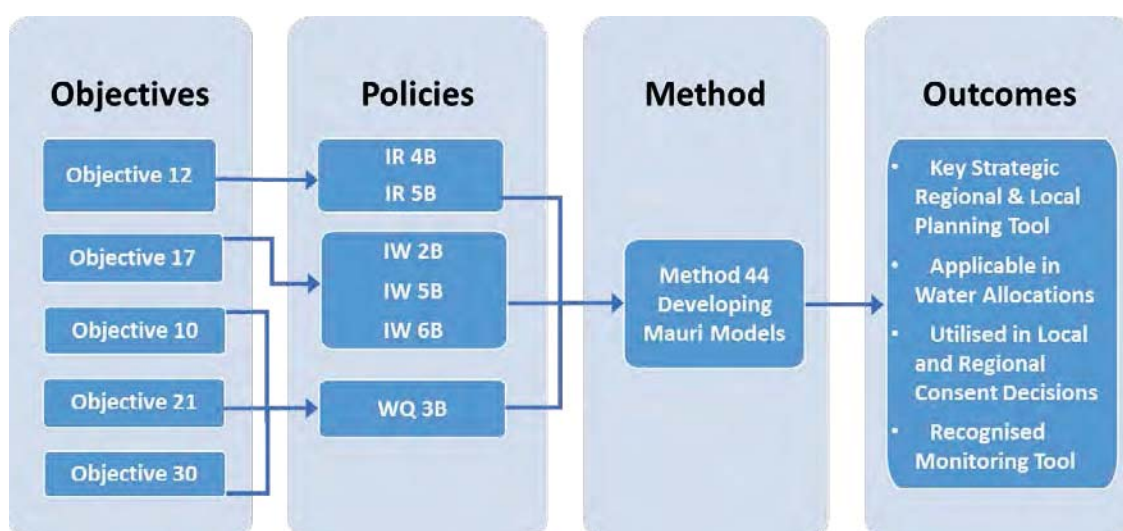 Objectives
Objective 12
Objective 17
Objective 10
Objective 21
Objective 30
Policies
IR 4B
IR 5B
IW 2B
IW 5B
IW 6B
WQ 3B
Method
Method 44
Developing
Mauri Models
Outcomes
• Key Strategic
Regional & Local
Planning Tool
• Applicable in
Water Allocations
• Utilised in Local
and Regional
Consent Decisions
• Recognised
Monitoring Tool